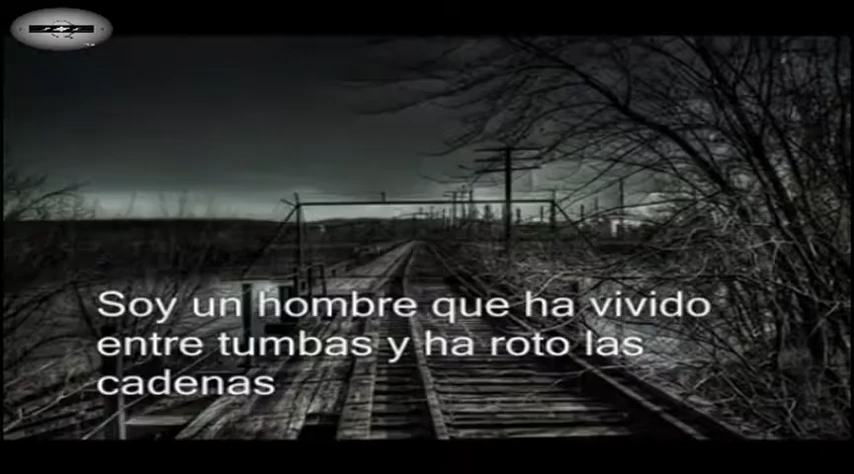 Soy un hombre que ha vivido
entre tumbas y ha roto las
cadenas